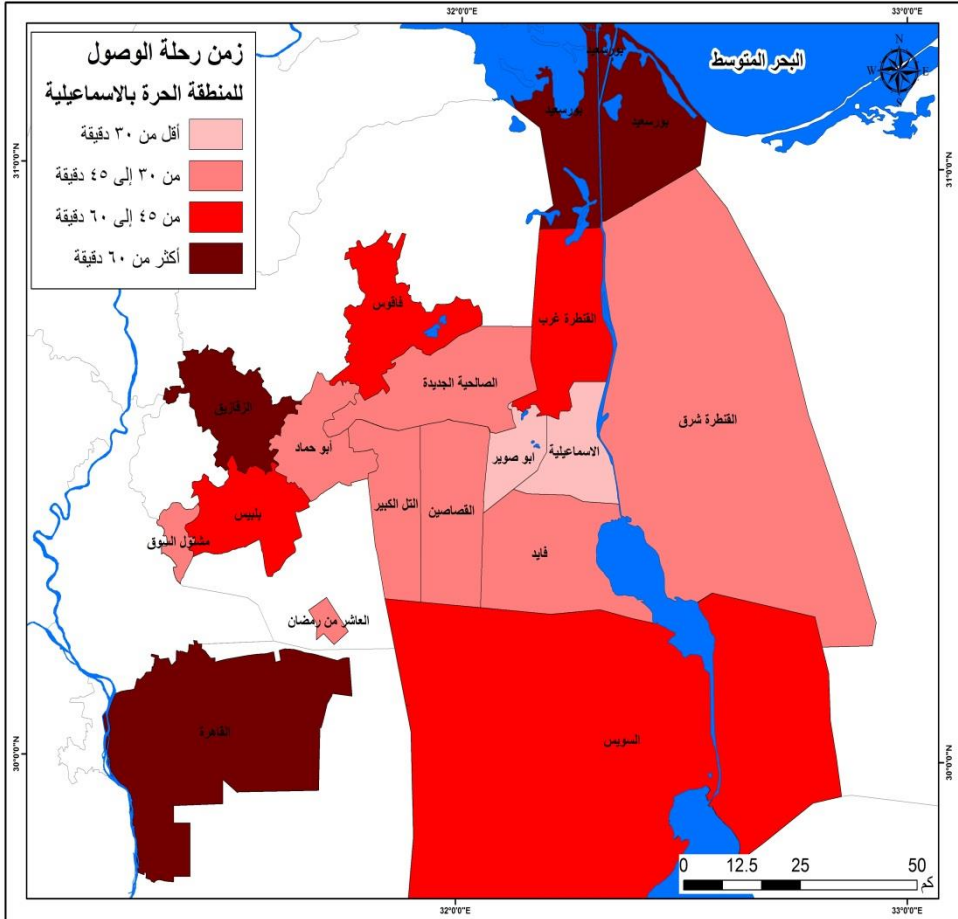 32°0'0"E
33°0'0"E
زمن رحلة الوصول
للمنطقة الحرة بالاسماعيلية
أقل من ٣٠ دقيقة
من ٣٠ إلى ٤٥ دقيقة
من ٤٥ إلى ٦٠ دقيقة
أكثر من ٦٠ دقيقة
البحر المتوسط
N
W
E
S
بورسعيد
بورسعيد
بورسعيد
31°0'0"N
31°0'0"N
فاقوس
القنطرة غرب
الصالحية الجديدة
الزقازيق
القنطرة شرق
أبو حماد
ابو صوير
الاسماعيلية
التل الكبير
القصاصين
بلبيس
مشتول السوق
فايد
العاشر من رمضان
القاهرة
السويس
30°0'0"N
30°0'0"N
0
12.5
25
50
كم
32°0'0"E
33°0'0"E